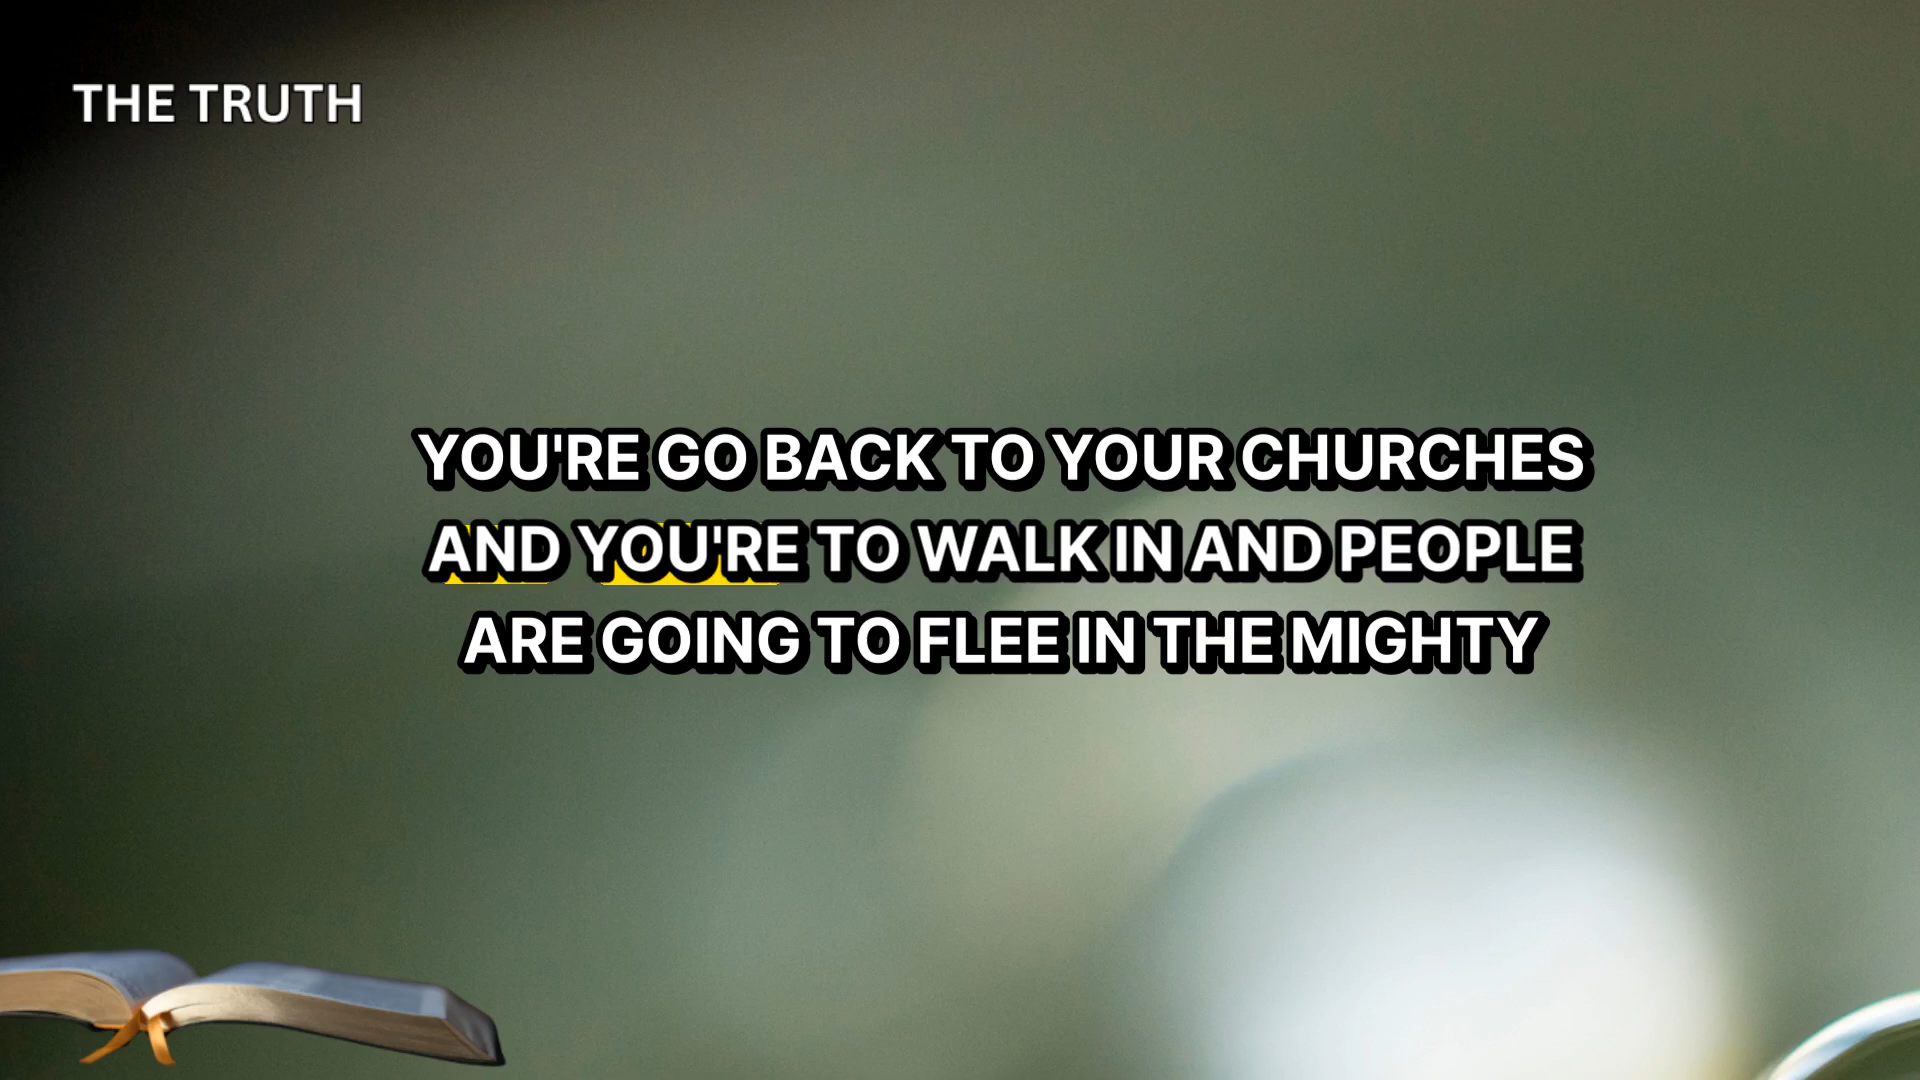 THE TRUTH
YOU'RE GO BACK TO YOUR CHURCHES
AND YOU'RE TO WALK IN AND PEOPLE
ARE GOING TO FLEE IN THE MIGHTY